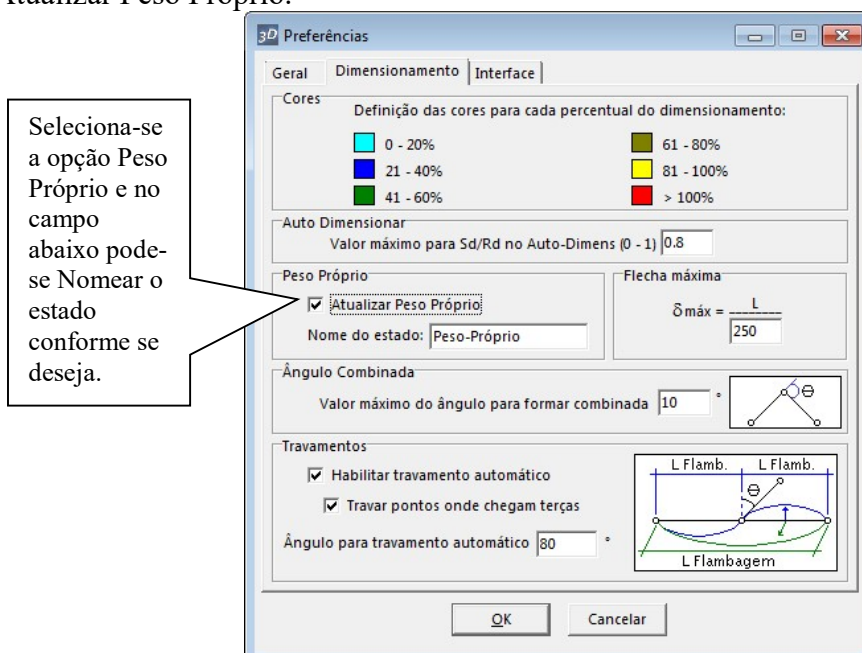 Atualizar Peso Próprio.
3D Preferências
Geral Dimensionamento Interface
Cores
Definição das cores para cada percentual do dimensionamento:
0 - 20% 61 - 80%
21 - 40% 81 - 100%
41 - 60% > 100%
Auto Dimensionar
Valor máximo para Sd/Rd no Auto-Dimens (0 - 1) 0.8
Seleciona-se
a opção Peso
Próprio e no
campo
abaixo pode-
se Nomear o
estado
conforme se
deseja.
Peso Próprio
Atualizar Peso Próprio
Nome do estado: Peso-Próprio
Flecha máxima
δ máx = L
250
Ângulo Combinada
Valor máximo do ângulo para formar combinada 10 °
θ
Travamentos
Habilitar travamento automático
Travar pontos onde chegam terças
Ângulo para travamento automático 80 °
L Flamb. L Flamb.
θ
L Flambagem
OK Cancelar